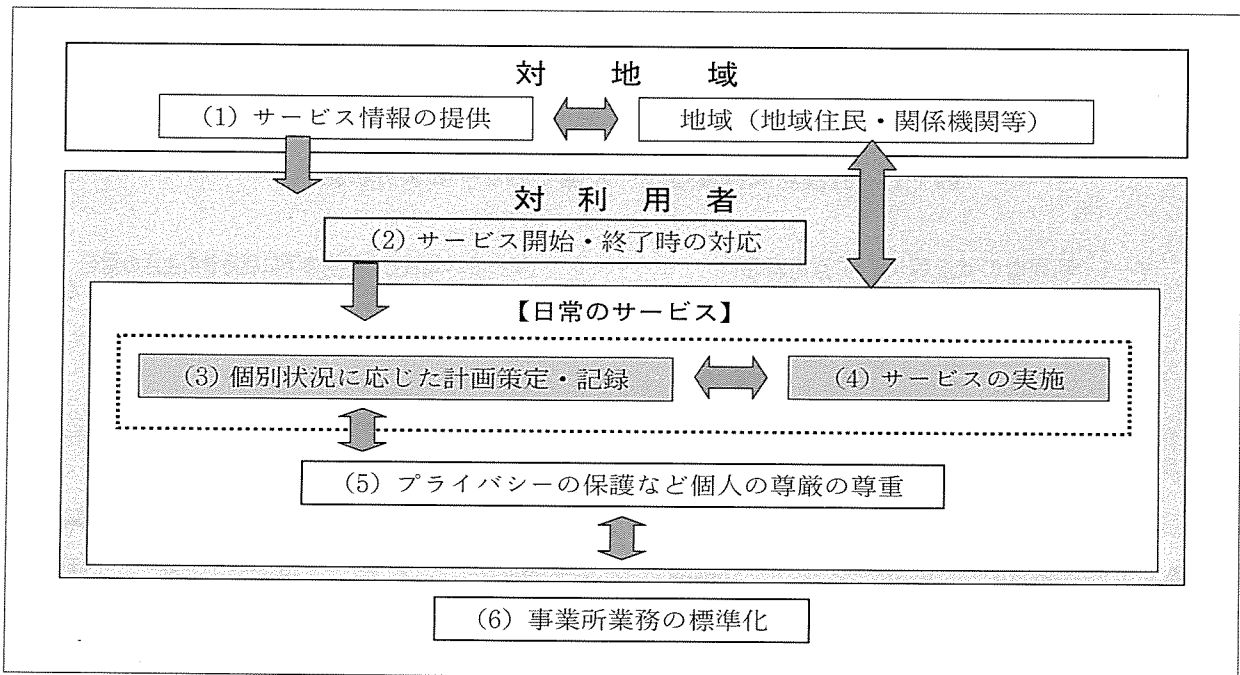 対地域
(1) サービス情報の提供
地域（地域住民・関係機関等）
対利用者
(2) サービス開始・終了時の対応
【日常のサービス】
(3) 個別状況に応じた計画策定・記録
(4) サービスの実施
(5) プライバシーの保護など個人の尊厳の尊重
(6) 事業所業務の標準化